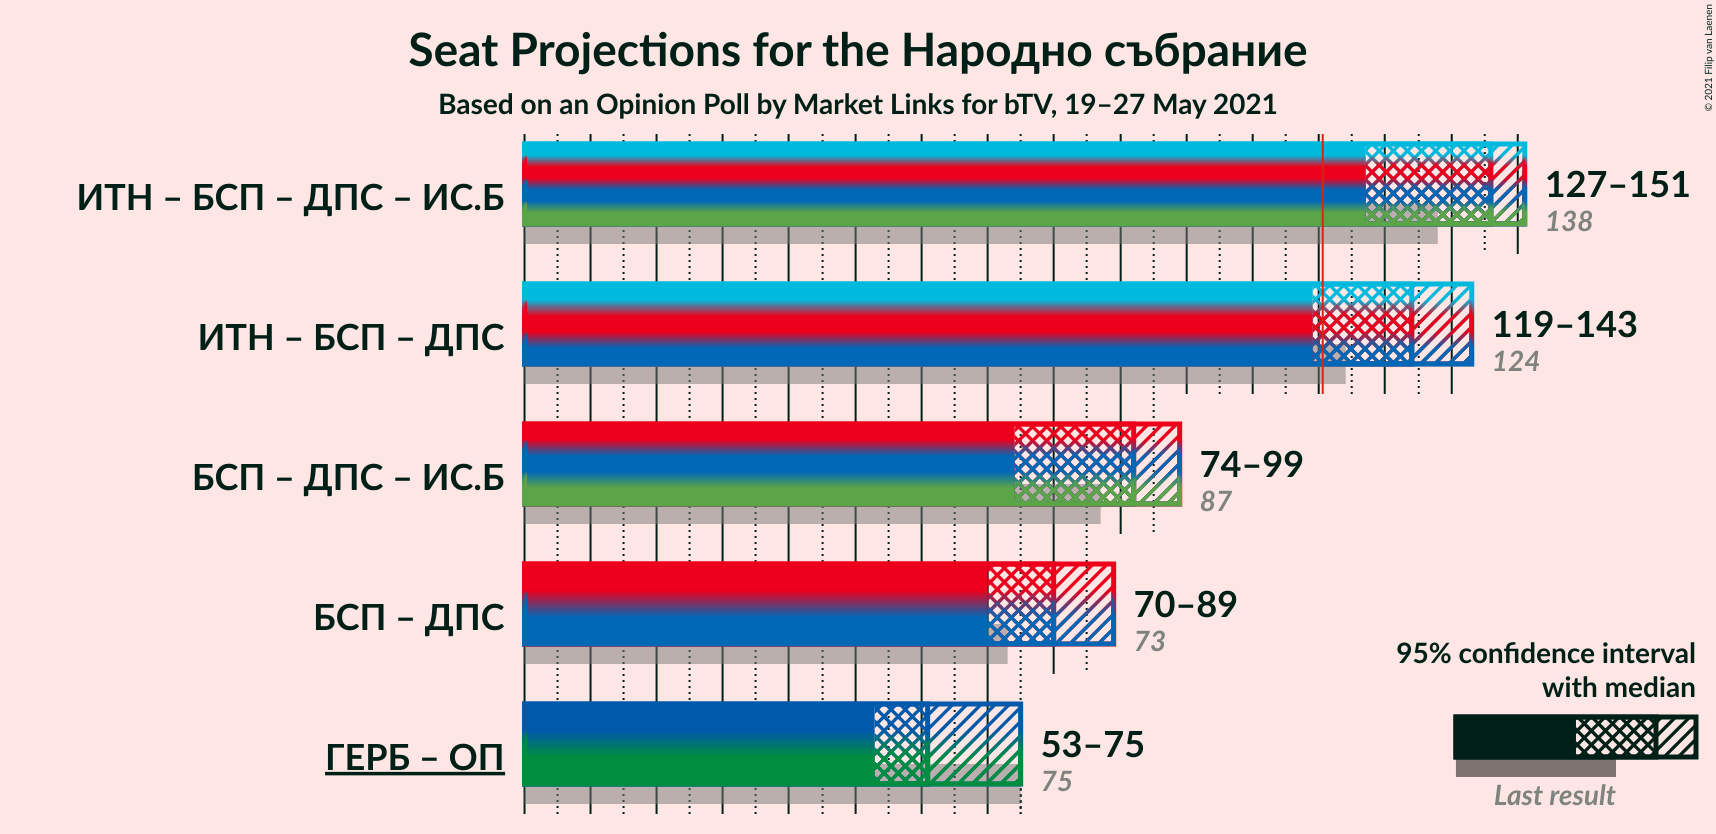 Seat Projections for the Народно събрание
Based on an Opinion Poll by Market Links for bTV, 19–27 May 2021
© 2021 Filip van Laenen
ИТН – БСП – ДПС – ИС.Б
127–151
138
ИТН – БСП – ДПС
119–143
124
БСП – ДПС – ИС.Б
74–99
87
БСП – ДПС
70–89
73
ГЕРБ – ОП
53–75
75
95% confidence interval
with median
Last result